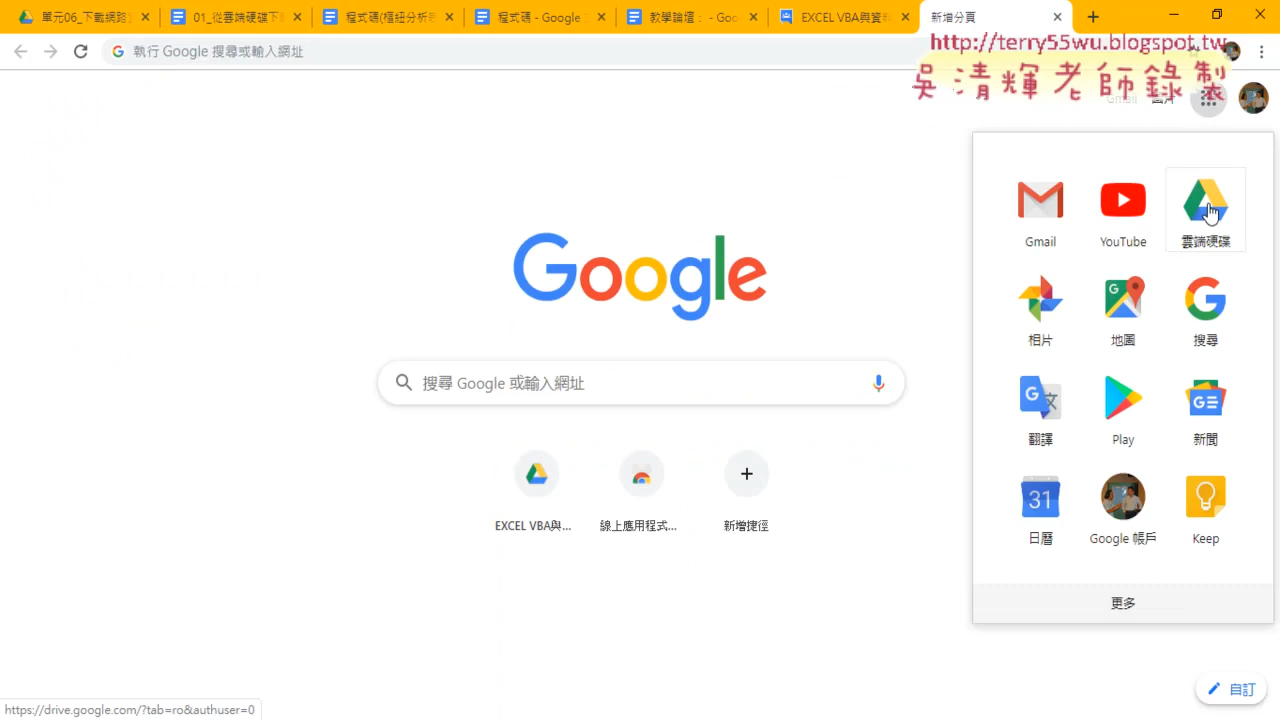 單元06_下載網路
01_從雲端硬碟下
程式碼(樞紐分析
程式碼 - Google
教學論壇： - Goo
EXCEL VBA與資
新增分頁
執行 Google 搜尋或輸入網址
http://terry55wu.blogspot.tw
吳清輝老師錄製
Gmail 圖片
Google
搜尋 Google 或輸入網址
EXCEL VBA與...
線上應用程式...
新增捷徑
Gmail
YouTube
雲端硬碟
相片
地圖
搜尋
翻譯
Play
新聞
31
日曆
Google 帳戶
Keep
更多
自訂
https://drive.google.com/?tab=ro&authuser=0